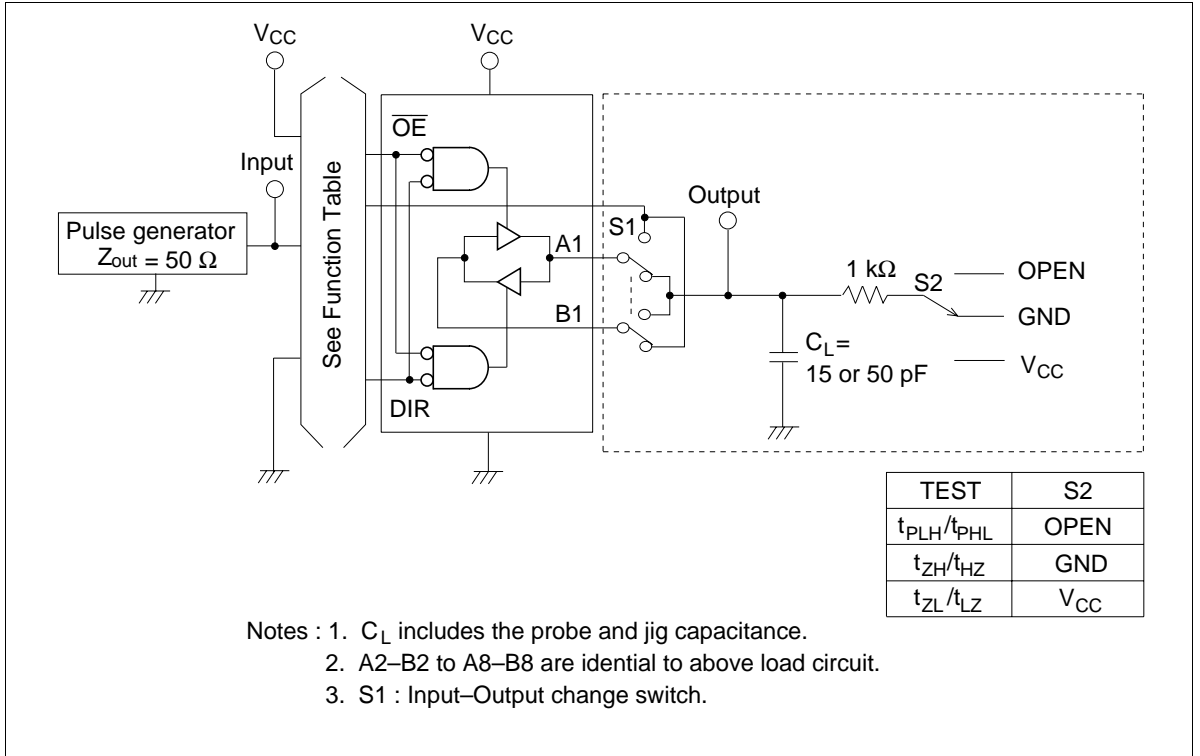 VCC
VCC
OE
Input
Pulse generator
Zout = 50 Ω
See Function Table
Output
S1
A1
B1
DIR
1 kΩ
S2
OPEN
GND
VCC
CL=
15 or 50 pF
TEST S2
tPLH/tPHL OPEN
tZH/tHZ GND
tZL/tLZ VCC
Notes : 1. CL includes the probe and jig capacitance.
2. A2–B2 to A8–B8 are idential to above load circuit.
3. S1 : Input–Output change switch.